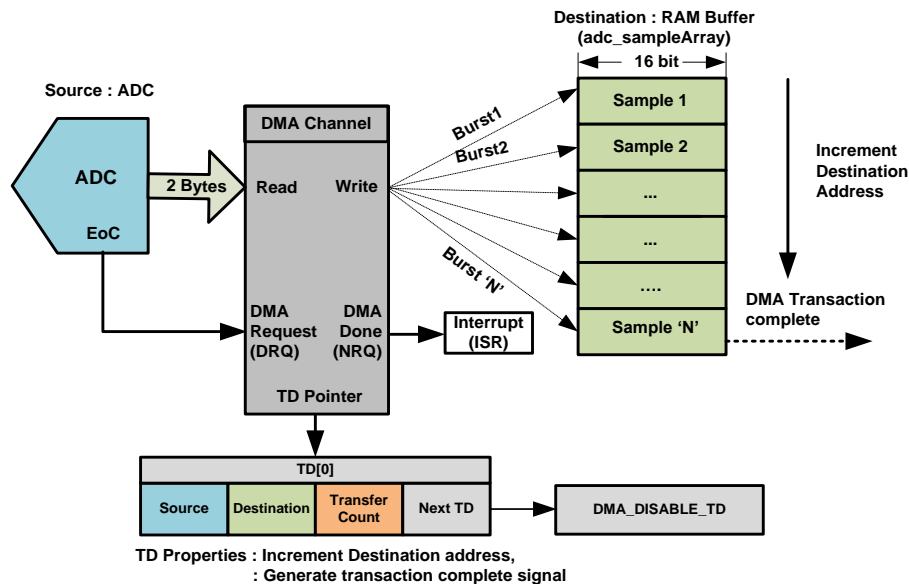 Destination : RAM Buffer
(adc_sampleArray)
16 bit
Source : ADC
DMA Channel
ADC
EoC
2 Bytes
Read
Write
Burst1
Burst2
Burst 'N'
Sample 1
Sample 2
...
...
....
Sample 'N'
Increment
Destination
Address
DMA Transaction
complete
DMA
Request
(DRQ)
DMA
Done
(NRQ)
Interrupt
(ISR)
TD Pointer
TD[0]
Source
Destination
Transfer
Count
Next TD
DMA_DISABLE_TD
TD Properties : Increment Destination address,
: Generate transaction complete signal